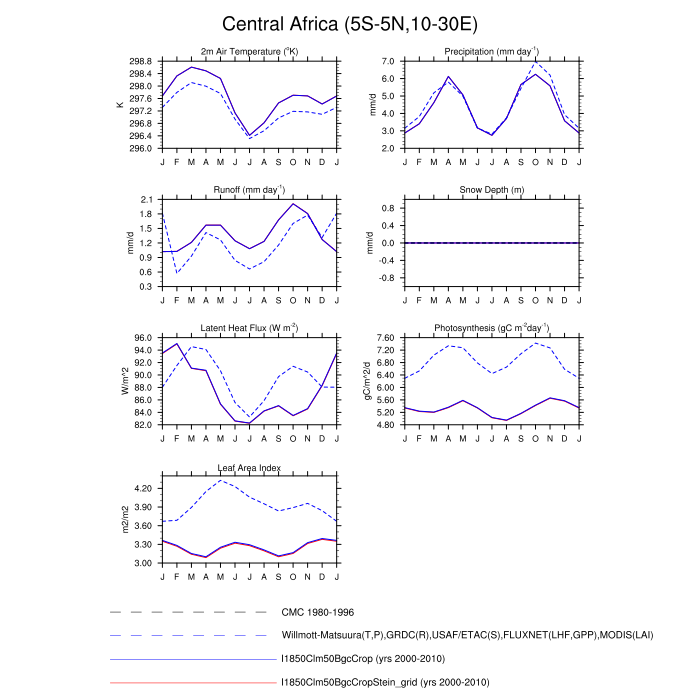 Central Africa (5S-5N,10-30E)
2m Air Temperature (°K)
298.8
298.4
298.0
297.6
297.2
296.8
296.4
296.0
K
J F M A M J J A S O N D J
Precipitation (mm day⁻¹)
7.0
6.0
5.0
4.0
3.0
2.0
mm/d
J F M A M J J A S O N D J
Runoff (mm day⁻¹)
2.1
1.8
1.5
1.2
0.9
0.6
0.3
mm/d
J F M A M J J A S O N D J
Snow Depth (m)
0.8
0.4
0.0
-0.4
-0.8
mm/d
J F M A M J J A S O N D J
Latent Heat Flux (W m⁻²)
96.0
94.0
92.0
90.0
88.0
86.0
84.0
82.0
W/m^2
J F M A M J J A S O N D J
Photosynthesis (gC m⁻²day⁻¹)
7.60
7.20
6.80
6.40
6.00
5.60
5.20
4.80
gC/m^2/d
J F M A M J J A S O N D J
Leaf Area Index
4.20
3.90
3.60
3.30
3.00
m2/m2
J F M A M J J A S O N D J
CMC 1980-1996
Willmott-Matsuura(T,P),GRDC(R),USAF/ETAC(S),FLUXNET(LHF,GPP),MODIS(LAI)
I1850Clm50BgcCrop (yrs 2000-2010)
I1850Clm50BgcCropStein_grid (yrs 2000-2010)